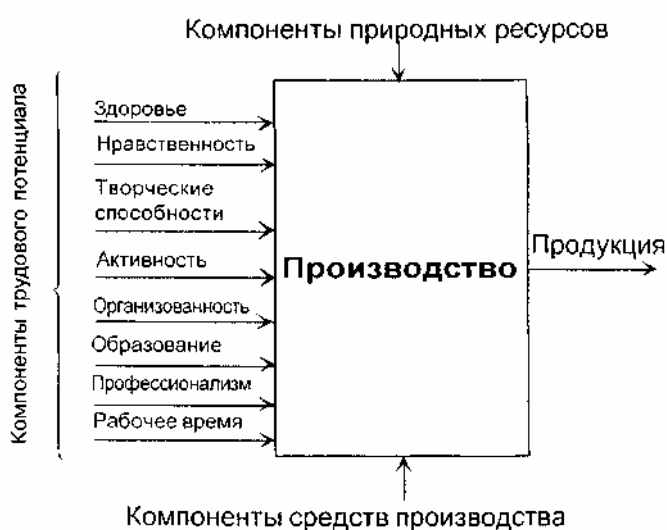 Компоненты природных ресурсов
Компоненты трудового потенциала
Здоровье
Нравственность
Творческие
способности
Активность
Организованность
Образование
Профессионализм
Рабочее время
Производство
Продукция
Компоненты средств производства